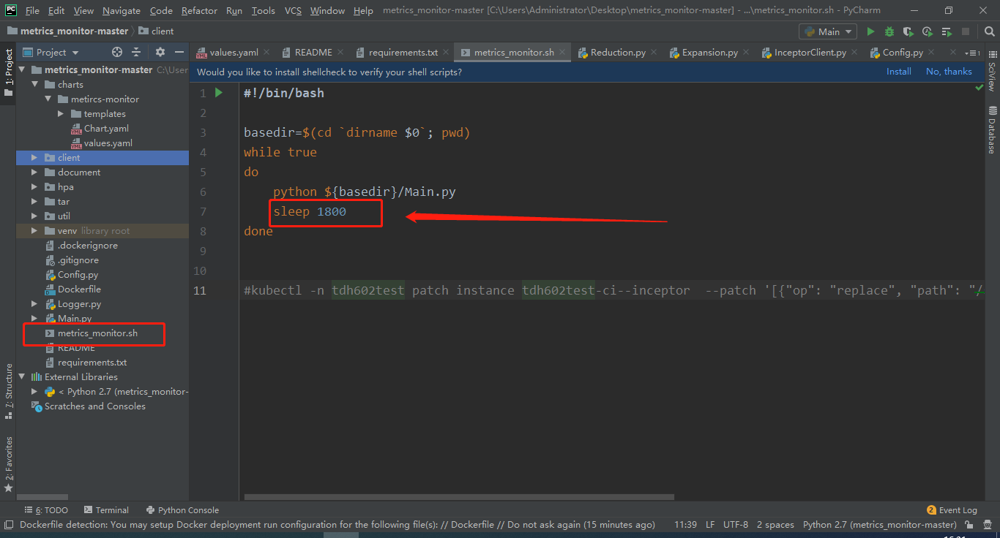 File Edit View Navigate Code Refactor Run Tools VCS Window Help metrics_monitor-master [C:\Users\Administrator\Desktop\metrics_monitor-master] - ...\metrics_monitor.sh - PyCharm
metrics_monitor-master client Main
Project values.yaml README requirements.txt metrics_monitor.sh Reduction.py Expansion.py InceptorClient.py Config.py
Would you like to install shellcheck to verify your shell scripts? Install No, thanks
1: Project
7: Structure
2: Favorites
metrics_monitor-master C:\User
charts
metircs-monitor
templates
Chart.yaml
values.yaml
client
document
hpa
tar
util
venv library root
.dockerignore
.gitignore
Config.py
Dockerfile
Logger.py
Main.py
metrics_monitor.sh
README
requirements.txt
External Libraries
< Python 2.7 (metrics_monitor-
Scratches and Consoles
1 #!/bin/bash
2
3 basedir=$(cd `dirname $0`; pwd)
4 while true
5 do
6 python ${basedir}/Main.py
7 sleep 1800
8 done
9
10
11 #kubectl -n tdh602test patch instance tdh602test-ci--inceptor --patch '[{"op": "replace", "path": "/
SciView
Database
6: TODO Terminal Python Console 2 Event Log
Dockerfile detection: You may setup Docker deployment run configuration for the following file(s): // Dockerfile // Do not ask again (15 minutes ago) 11:39 LF UTF-8 2 spaces Python 2.7 (metrics_monitor-master)